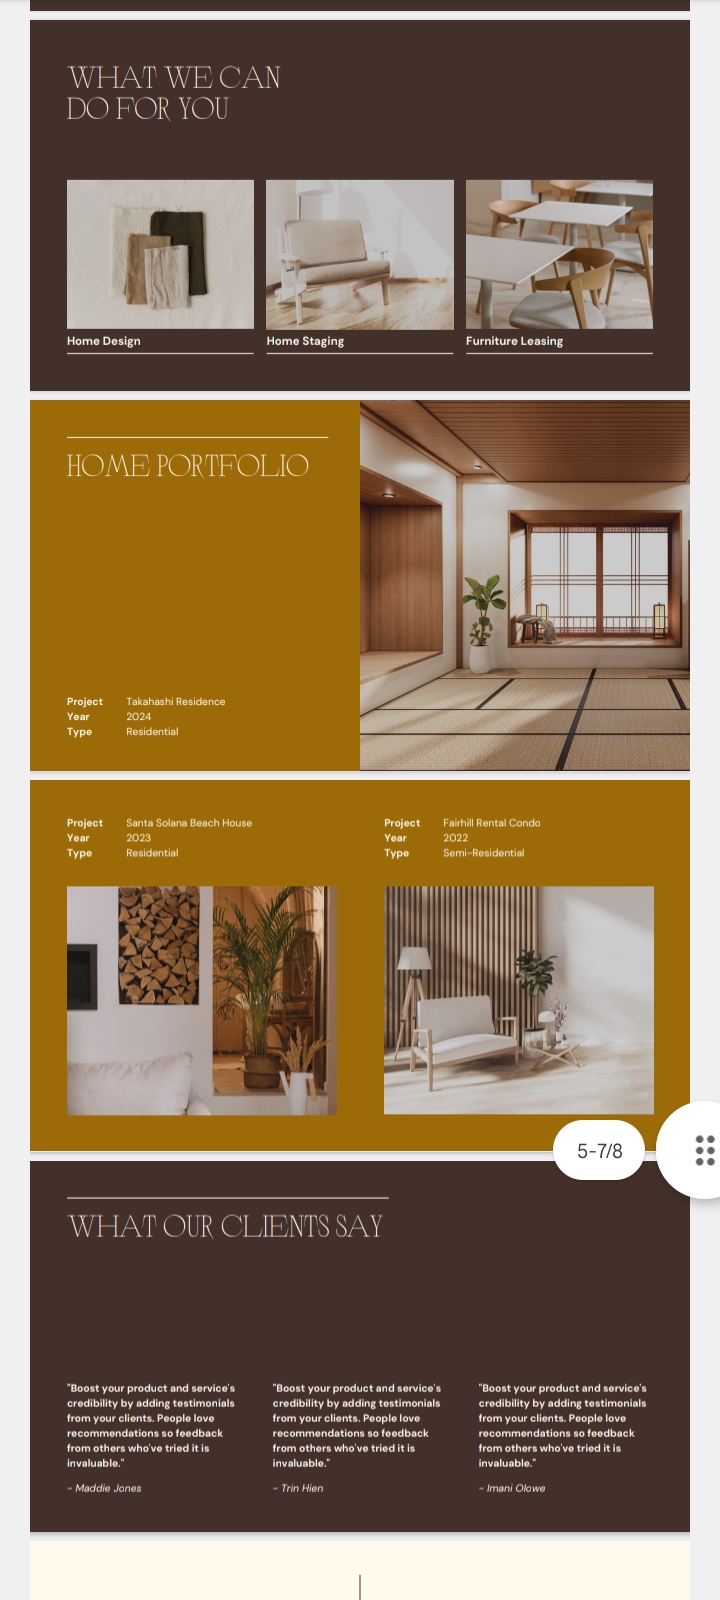 WHAT WE CAN
DO FOR YOU
Home Design
Home Staging
Furniture Leasing
HOME PORTFOLIO
Project Takahashi Residence
Year 2024
Type Residential
Project Santa Solana Beach House
Year 2023
Type Residential
Project Fairhill Rental Condo
Year 2022
Type Semi-Residential
5-7/8
WHAT OUR CLIENTS SAY
"Boost your product and service's
credibility by adding testimonials
from your clients. People love
recommendations so feedback
from others who've tried it is
invaluable."
- Maddie Jones
"Boost your product and service's
credibility by adding testimonials
from your clients. People love
recommendations so feedback
from others who've tried it is
invaluable."
- Trin Hien
"Boost your product and service's
credibility by adding testimonials
from your clients. People love
recommendations so feedback
from others who've tried it is
invaluable."
- Imani Olowe